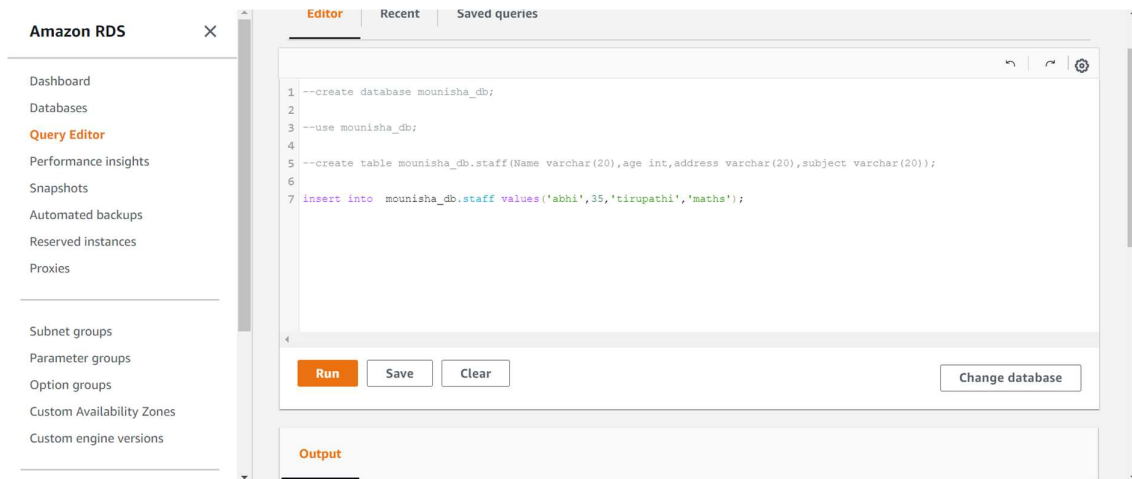 Amazon RDS
Dashboard
Databases
Query Editor
Performance insights
Snapshots
Automated backups
Reserved instances
Proxies
Subnet groups
Parameter groups
Option groups
Custom Availability Zones
Custom engine versions
Editor Recent Saved queries
1 --create database mounisha_db;
2
3 --use mounisha_db;
4
5 --create table mounisha_db.staff(Name varchar(20),age int,address varchar(20),subject varchar(20));
6
7 insert into  mounisha_db.staff values('abhi',35,'tirupathi','maths');
Run Save Clear Change database
Output